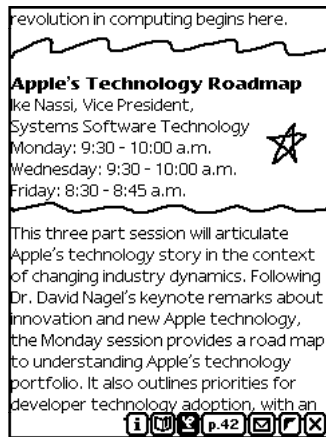 revolution in computing begins here.
Apple's Technology Roadmap
Ike Nassi, Vice President,
Systems Software Technology
Monday: 9:30 - 10:00 a.m.
Wednesday: 9:30 - 10:00 a.m.
Friday: 8:30 - 8:45 a.m.
This three part session will articulate
Apple's technology story in the context
of changing industry dynamics. Following
Dr. David Nagel's keynote remarks about
innovation and new Apple technology,
the Monday session provides a road map
to understanding Apple's technology
portfolio. It also outlines priorities for
developer technology adoption, with an
i p.42